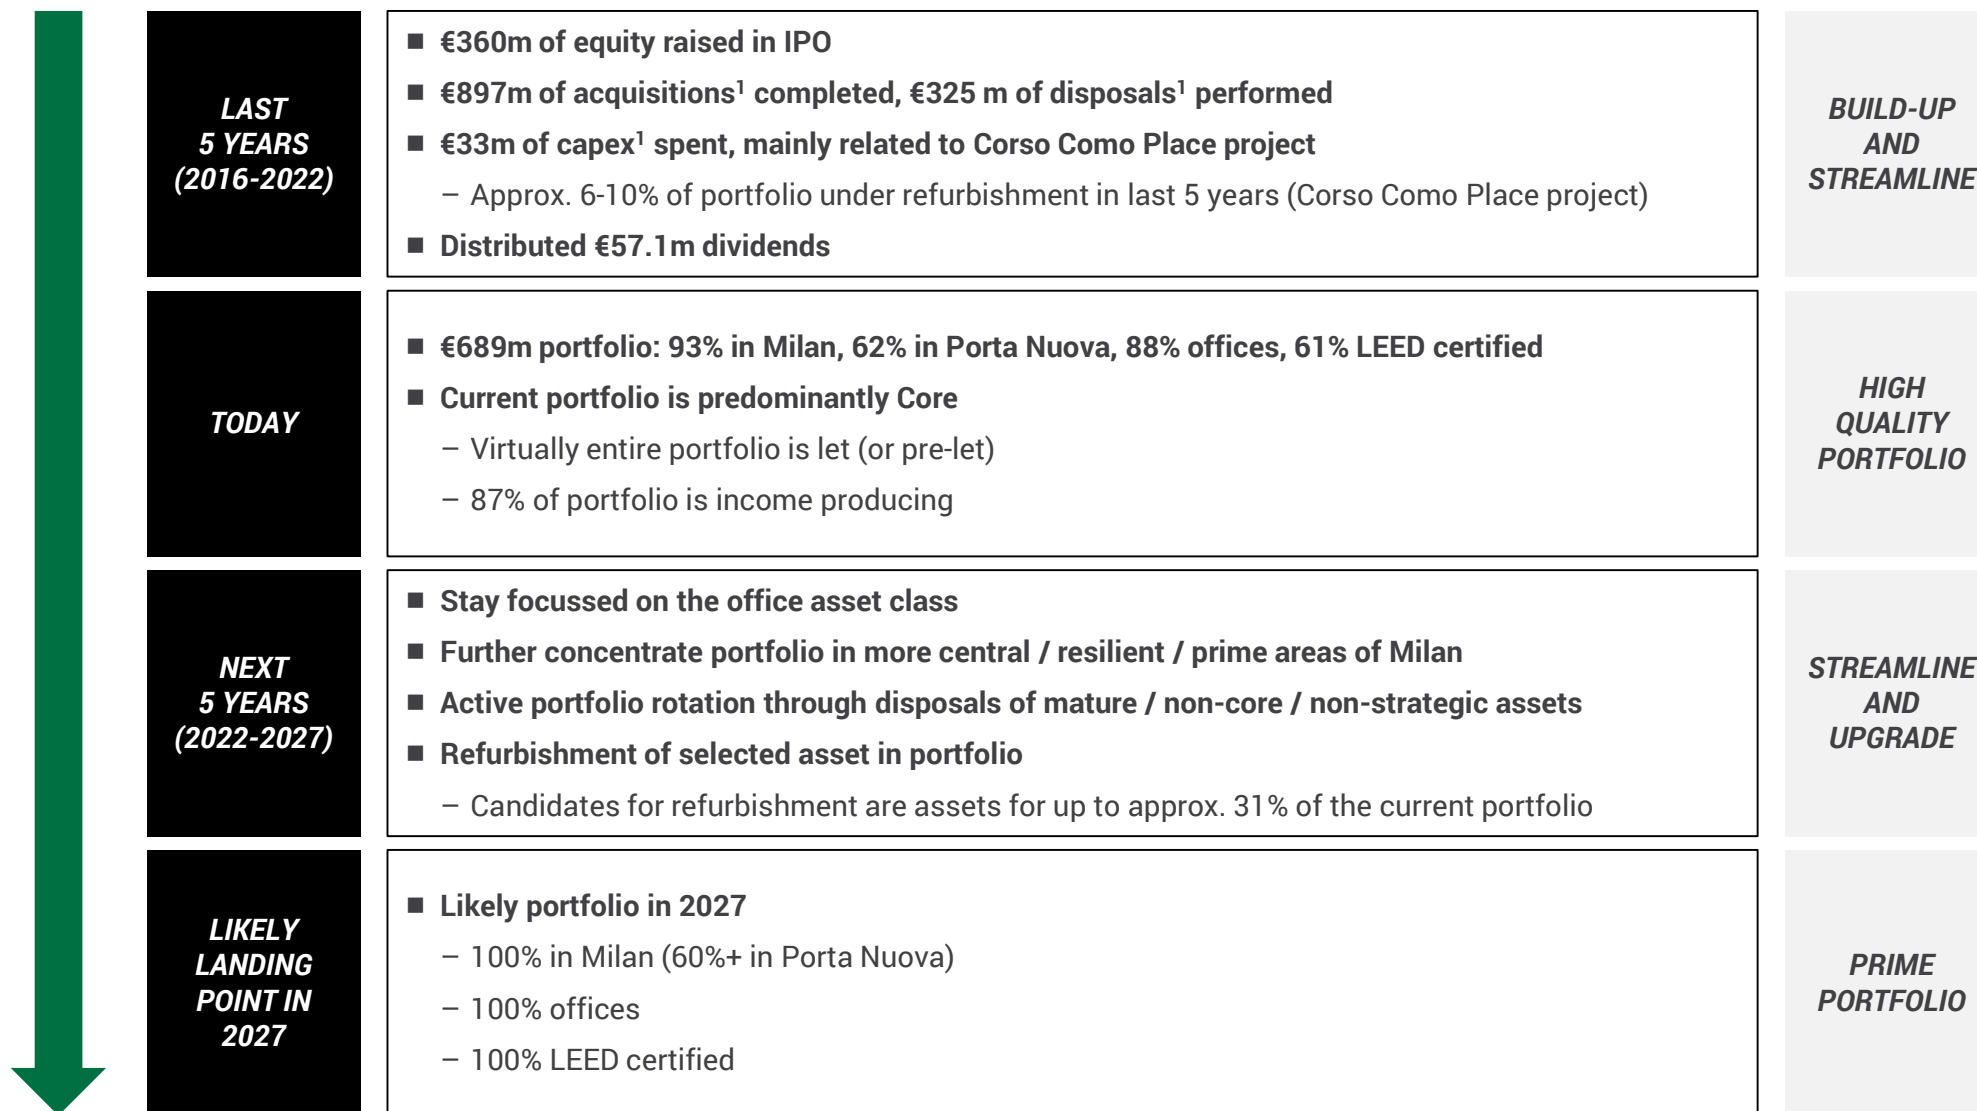 LAST
5 YEARS
(2016-2022)
■ €360m of equity raised in IPO
■ €897m of acquisitions¹ completed, €325 m of disposals¹ performed
■ €33m of capex¹ spent, mainly related to Corso Como Place project
– Approx. 6-10% of portfolio under refurbishment in last 5 years (Corso Como Place project)
■ Distributed €57.1m dividends
BUILD-UP
AND
STREAMLINE
TODAY
■ €689m portfolio: 93% in Milan, 62% in Porta Nuova, 88% offices, 61% LEED certified
■ Current portfolio is predominantly Core
– Virtually entire portfolio is let (or pre-let)
– 87% of portfolio is income producing
HIGH
QUALITY
PORTFOLIO
NEXT
5 YEARS
(2022-2027)
■ Stay focussed on the office asset class
■ Further concentrate portfolio in more central / resilient / prime areas of Milan
■ Active portfolio rotation through disposals of mature / non-core / non-strategic assets
■ Refurbishment of selected asset in portfolio
– Candidates for refurbishment are assets for up to approx. 31% of the current portfolio
STREAMLINE
AND
UPGRADE
LIKELY
LANDING
POINT IN
2027
■ Likely portfolio in 2027
– 100% in Milan (60%+ in Porta Nuova)
– 100% offices
– 100% LEED certified
PRIME
PORTFOLIO